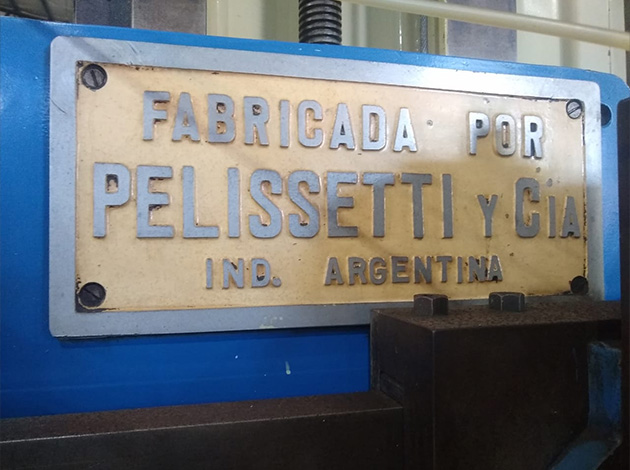 FABRICADA POR
PELISSETTI Y CIA
IND. ARGENTINA